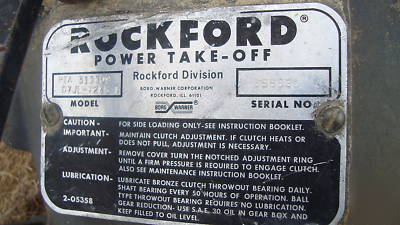 ROCKFORD®
POWER TAKE-OFF
Rockford Division
BORG WARNER CORPORATION
ROCKFORD, ILL. 61101
BORG WARNER
MODEL
SERIAL NO.
CAUTION- FOR SIDE LOADING ONLY-SEE INSTRUCTION BOOKLET.
IMPORTANT- MAINTAIN CLUTCH ADJUSTMENT. IF CLUTCH HEATS OR
DOES NOT PULL, ADJUSTMENT IS NECESSARY.
ADJUSTMENT- REMOVE COVER TURN THE NOTCHED ADJUSTMENT RING
UNTIL A FIRM PRESSURE IS REQUIRED TO ENGAGE CLUTCH.
ALSO SEE MAINTENANCE INSTRUCTION BOOKLET.
LUBRICATION- LUBRICATE BRONZE CLUTCH THROWOUT BEARING DAILY.
SHAFT BEARING EVERY 50 HOURS OF OPERATION. BALL
TYPE THROWOUT BEARING REQUIRES NO LUBRICATION.
GEAR REDUCTION- USE S.A.E. 30 OIL IN GEAR BOX AND
KEEP FILLED TO OIL LEVEL.
2-05358